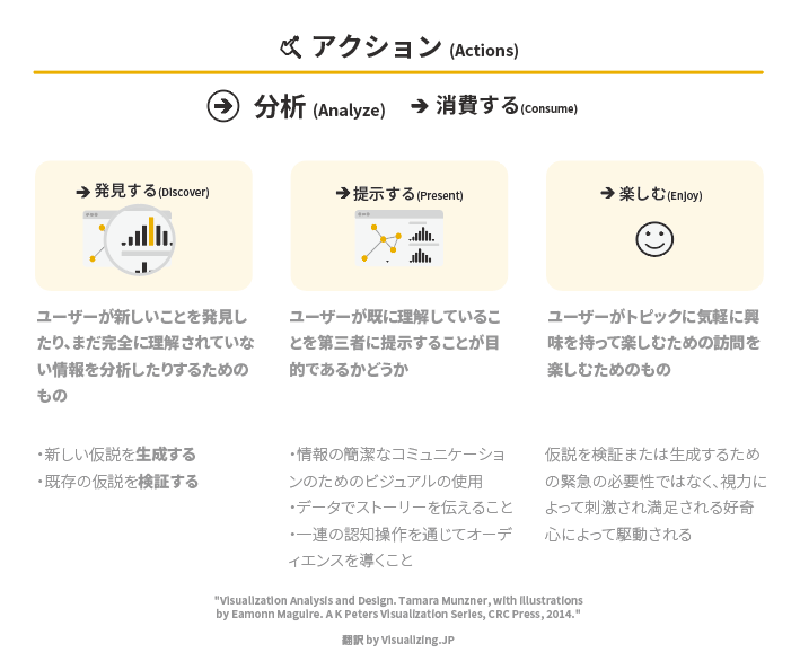 アクション (Actions)
分析 (Analyze) 消費する(Consume)
発見する(Discover)
提示する(Present)
楽しむ(Enjoy)
ユーザーが新しいことを発見し
たり、まだ完全に理解されていな
い情報を分析したりするための
もの
ユーザーが既に理解しているこ
とを第三者に提示することが目
的であるかどうか
ユーザーがトピックに気軽に興
味を持って楽しむための訪問を
楽しむためのもの
・新しい仮説を生成する
・既存の仮説を検証する
・情報の簡潔なコミュニケーショ
ンのためのビジュアルの使用
・データでストーリーを伝えること
・一連の認知操作を通じてオーデ
ィエンスを導くこと
仮説を検証または生成するため
の緊急の必要性ではなく、視力に
よって刺激され満足される好奇
心によって駆動される
"Visualization Analysis and Design. Tamara Munzner, with illustrations
by Eamonn Maguire. A K Peters Visualization Series, CRC Press, 2014."
翻訳 by Visualizing.JP